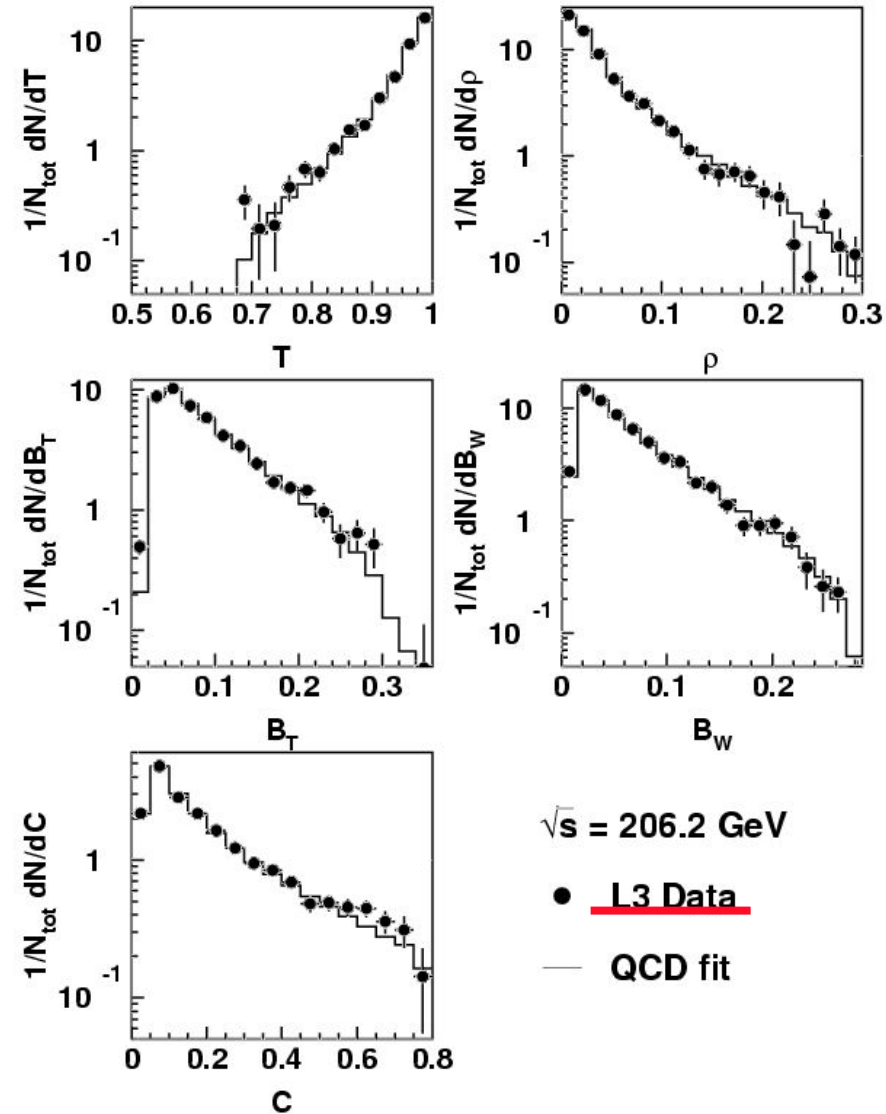 1/N_tot dN/dT
10
1
10^-1
0.5 0.6 0.7 0.8 0.9 1
T
1/N_tot dN/dρ
10
1
10^-1
0 0.1 0.2 0.3
ρ
1/N_tot dN/dB_T
10
1
10^-1
0 0.1 0.2 0.3
B_T
1/N_tot dN/dB_W
10
1
10^-1
0 0.1 0.2
B_W
1/N_tot dN/dC
1
10^-1
0 0.2 0.4 0.6 0.8
C
√s = 206.2 GeV
L3 Data
QCD fit